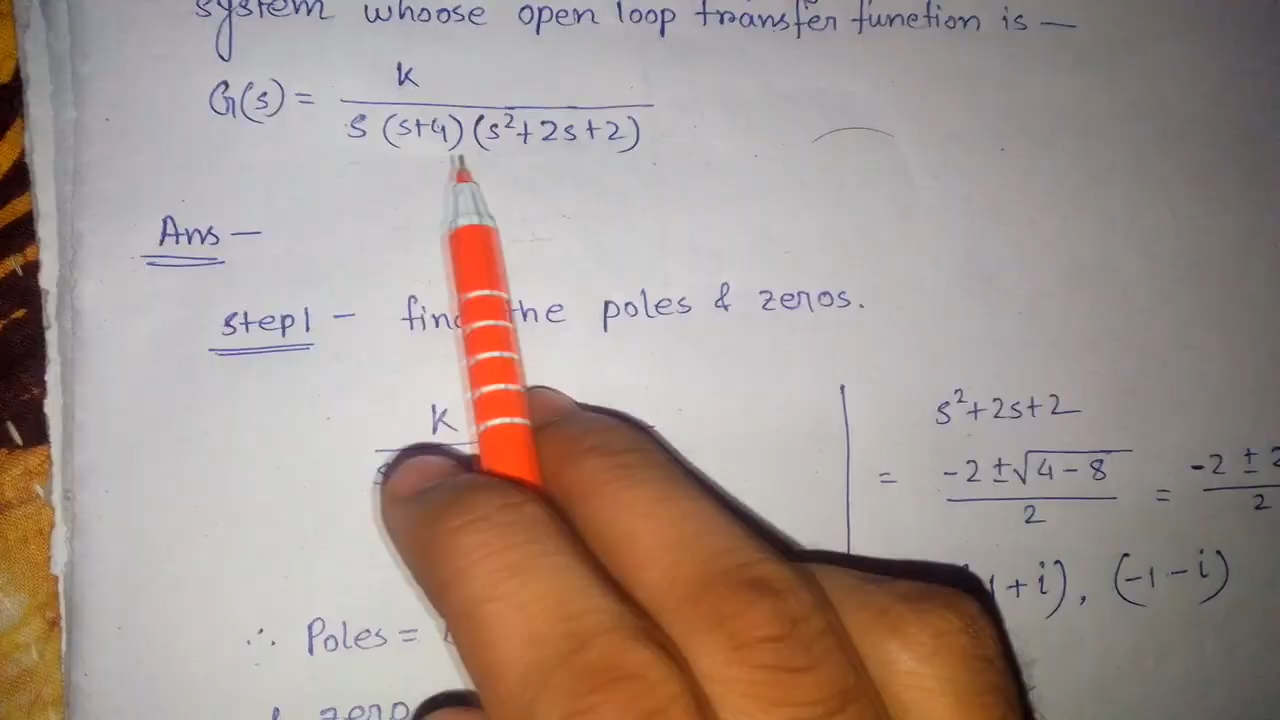 system whoose open loop transfer function is —
G(s) = K / s (s+4) (s²+2s+2)
Ans —
step1 - find the poles & zeros.
K
s²+2s+2
= -2 ± √4-8 / 2 = -2 ± 2
+i), (-1-i)
∴ Poles =
zero